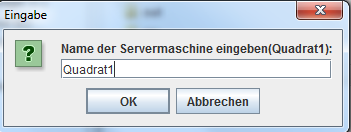 Eingabe
Name der Servermaschine eingeben(Quadrat1):
Quadrat1
OK Abbrechen